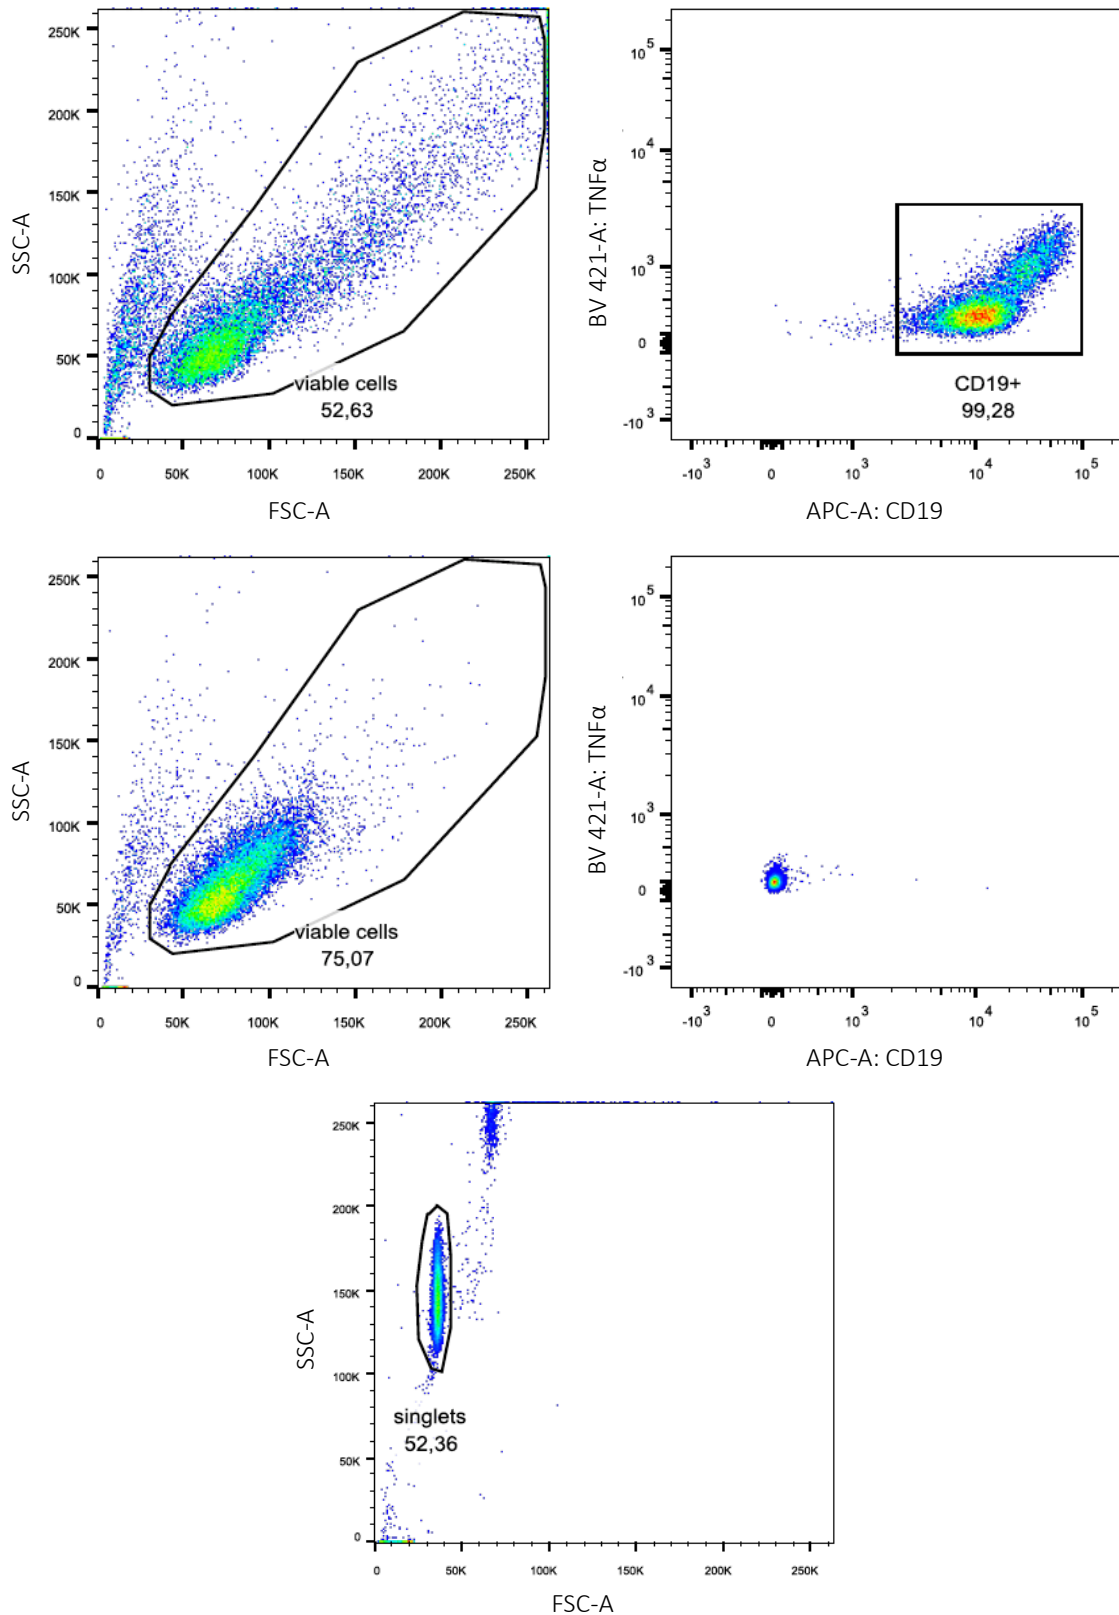 250K
200K
150K
100K
50K
0
SSC-A
viable cells
52,63
0 50K 100K 150K 200K 250K
FSC-A
10^5
10^4
10^3
0
-10^3
BV 421-A: TNFα
CD19+
99,28
-10^3 0 10^3 10^4 10^5
APC-A: CD19
250K
200K
150K
100K
50K
0
SSC-A
viable cells
75,07
0 50K 100K 150K 200K 250K
FSC-A
10^5
10^4
10^3
0
-10^3
BV 421-A: TNFα
-10^3 0 10^3 10^4 10^5
APC-A: CD19
250K
200K
150K
100K
50K
0
SSC-A
singlets
52,36
0 50K 100K 150K 200K 250K
FSC-A